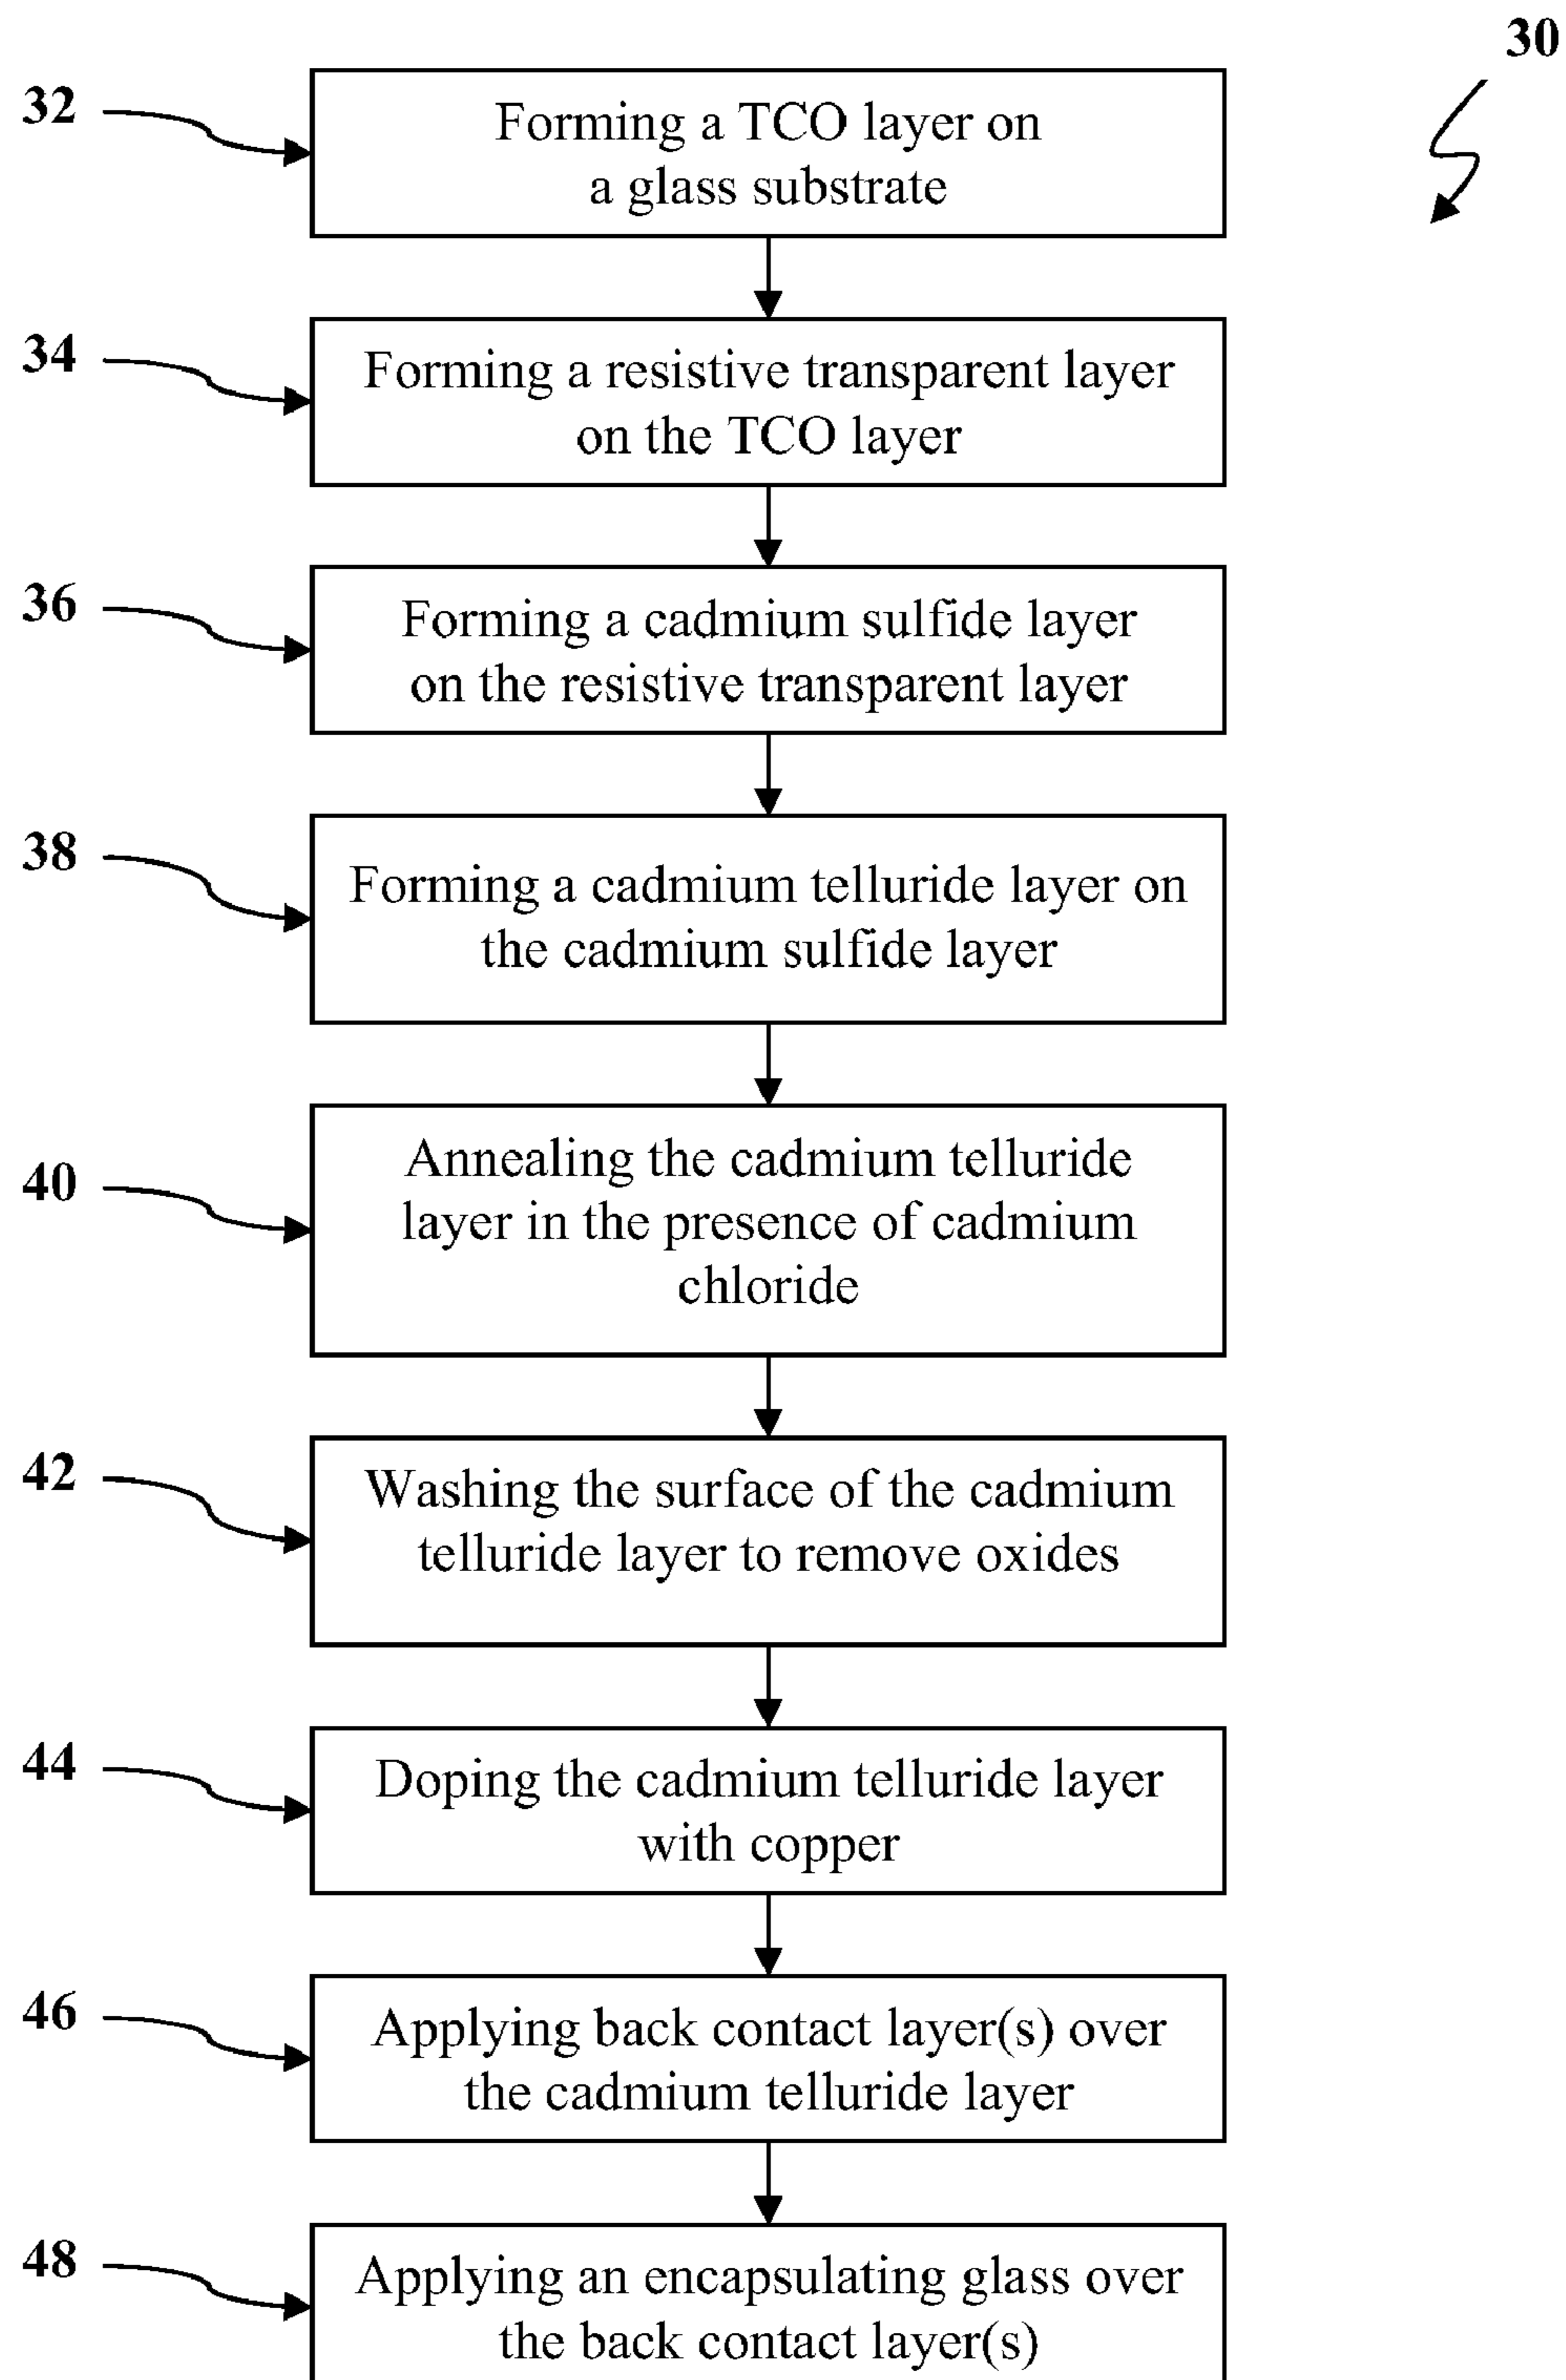 30
32
Forming a TCO layer on
a glass substrate
34
Forming a resistive transparent layer
on the TCO layer
36
Forming a cadmium sulfide layer
on the resistive transparent layer
38
Forming a cadmium telluride layer on
the cadmium sulfide layer
40
Annealing the cadmium telluride
layer in the presence of cadmium
chloride
42
Washing the surface of the cadmium
telluride layer to remove oxides
44
Doping the cadmium telluride layer
with copper
46
Applying back contact layer(s) over
the cadmium telluride layer
48
Applying an encapsulating glass over
the back contact layer(s)